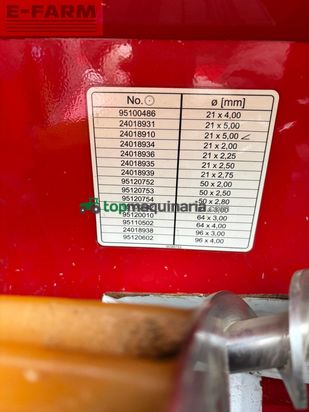 E-FARM
No. ø [mm]
95100486 21 x 4,00
24018931 21 x 5,00
24018910 21 x 5,00
24018934 21 x 2,00
24018936 21 x 2,25
24018935 21 x 2,50
24018939 21 x 2,75
95120752 50 x 2,00
95120753 50 x 2,50
95120754 50 x 2,80
topmaquinaria
95120010 64 x 3,00
95110502 64 x 4,00
24018938 96 x 3,00
95120602 96 x 4,00